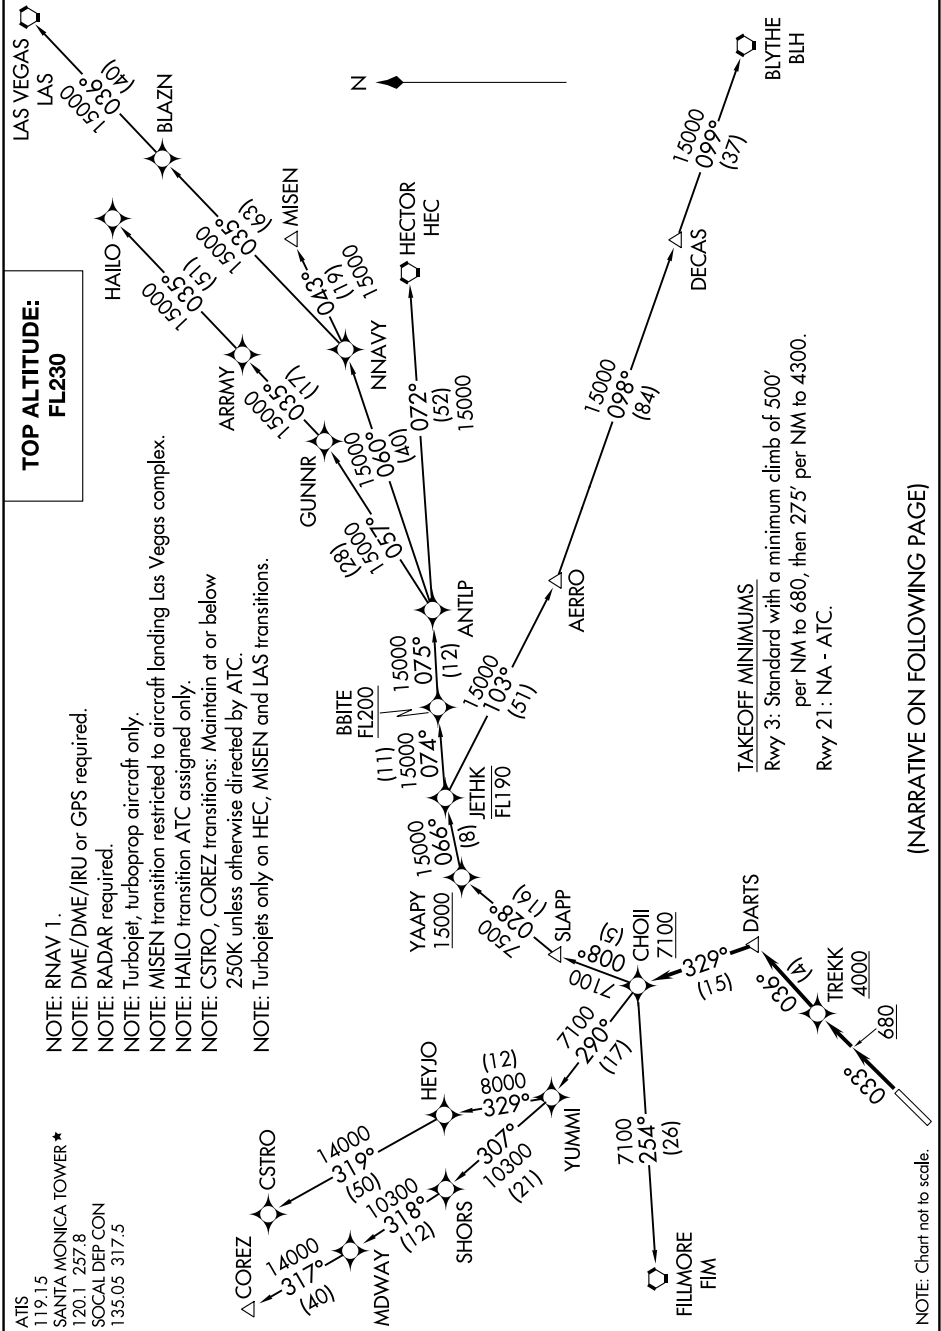 ATIS
119.15
SANTA MONICA TOWER ★
120.1 257.8
SOCAL DEP CON
135.05 317.5
NOTE: RNAV 1.
NOTE: DME/DME/IRU or GPS required.
NOTE: RADAR required.
NOTE: Turbojet, turboprop aircraft only.
NOTE: MISEN transition restricted to aircraft landing Las Vegas complex.
NOTE: HAILO transition ATC assigned only.
NOTE: CSTRO, COREZ transitions: Maintain at or below
250K unless otherwise directed by ATC.
NOTE: Turbojets only on HEC, MISEN and LAS transitions.
TOP ALTITUDE:
FL230
LAS VEGAS
LAS
15000
036°
(40)
BLAZN
HAILO
15000
035°
(51)
15000
035°
(63)
MISEN
043°
(19)
15000
ARRMY
15000
035°
(17)
NNAVY
GUNNR
15000
060°
(40)
(28)
15000
057°
HECTOR
HEC
072°
(52)
15000
ANTLP
15000
075°
(12)
BBITE
FL200
(11)
15000
074°
JETHK
FL190
15000
066°
(8)
YAAPY
15000
15000
103°
(51)
AERRO
15000
098°
(84)
DECAS
15000
099°
(37)
BLYTHE
BLH
N
7500
028°
(16)
SLAPP
7100
008°
(5)
CHOII
7100
329°
(15)
DARTS
036°
(4)
TREKK
4000
680
033°
7100
290°
(17)
YUMMI
7100
254°
(26)
FILLMORE
FIM
(12)
8000
329°
HEYJO
14000
319°
(50)
CSTRO
307°
10300
(21)
SHORS
10300
318°
(12)
MDWAY
14000
317°
(40)
COREZ
TAKEOFF MINIMUMS
Rwy 3: Standard with a minimum climb of 500'
per NM to 680, then 275' per NM to 4300.
Rwy 21: NA - ATC.
(NARRATIVE ON FOLLOWING PAGE)
NOTE: Chart not to scale.